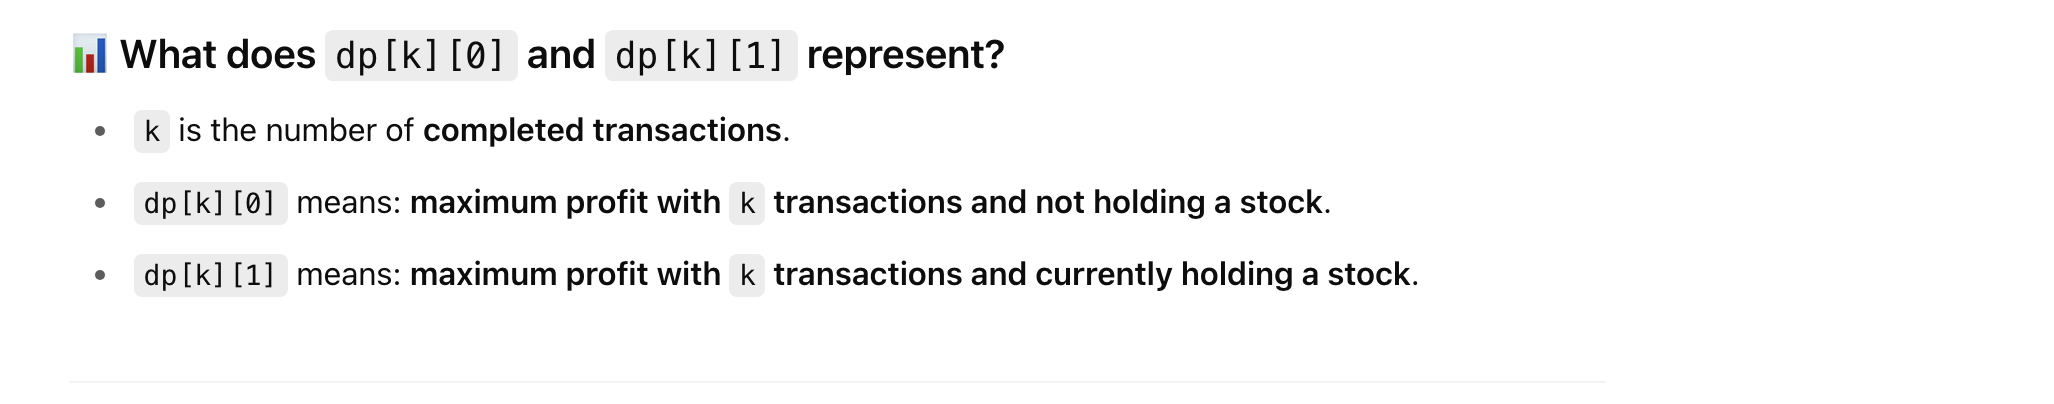 📊 What does dp[k][0] and dp[k][1] represent?
• k is the number of completed transactions.
• dp[k][0] means: maximum profit with k transactions and not holding a stock.
• dp[k][1] means: maximum profit with k transactions and currently holding a stock.